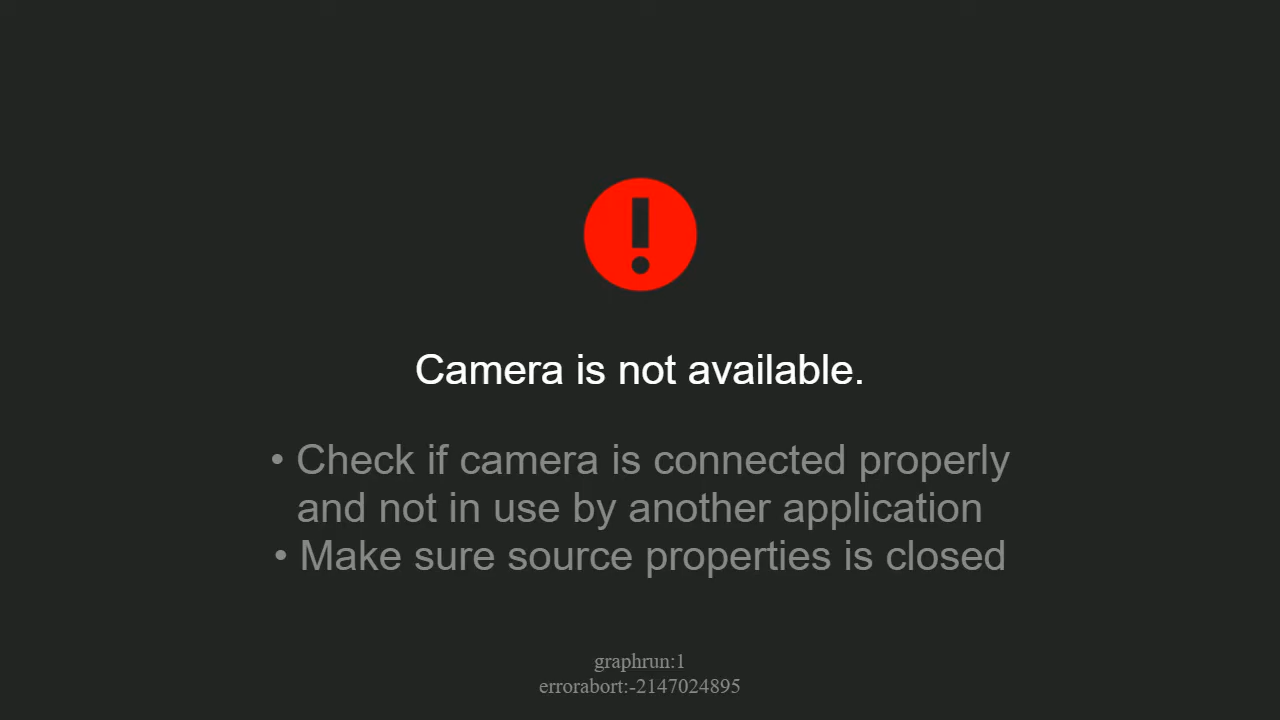 Camera is not available.
• Check if camera is connected properly
and not in use by another application
• Make sure source properties is closed
graphrun:1
errorabort:-2147024895